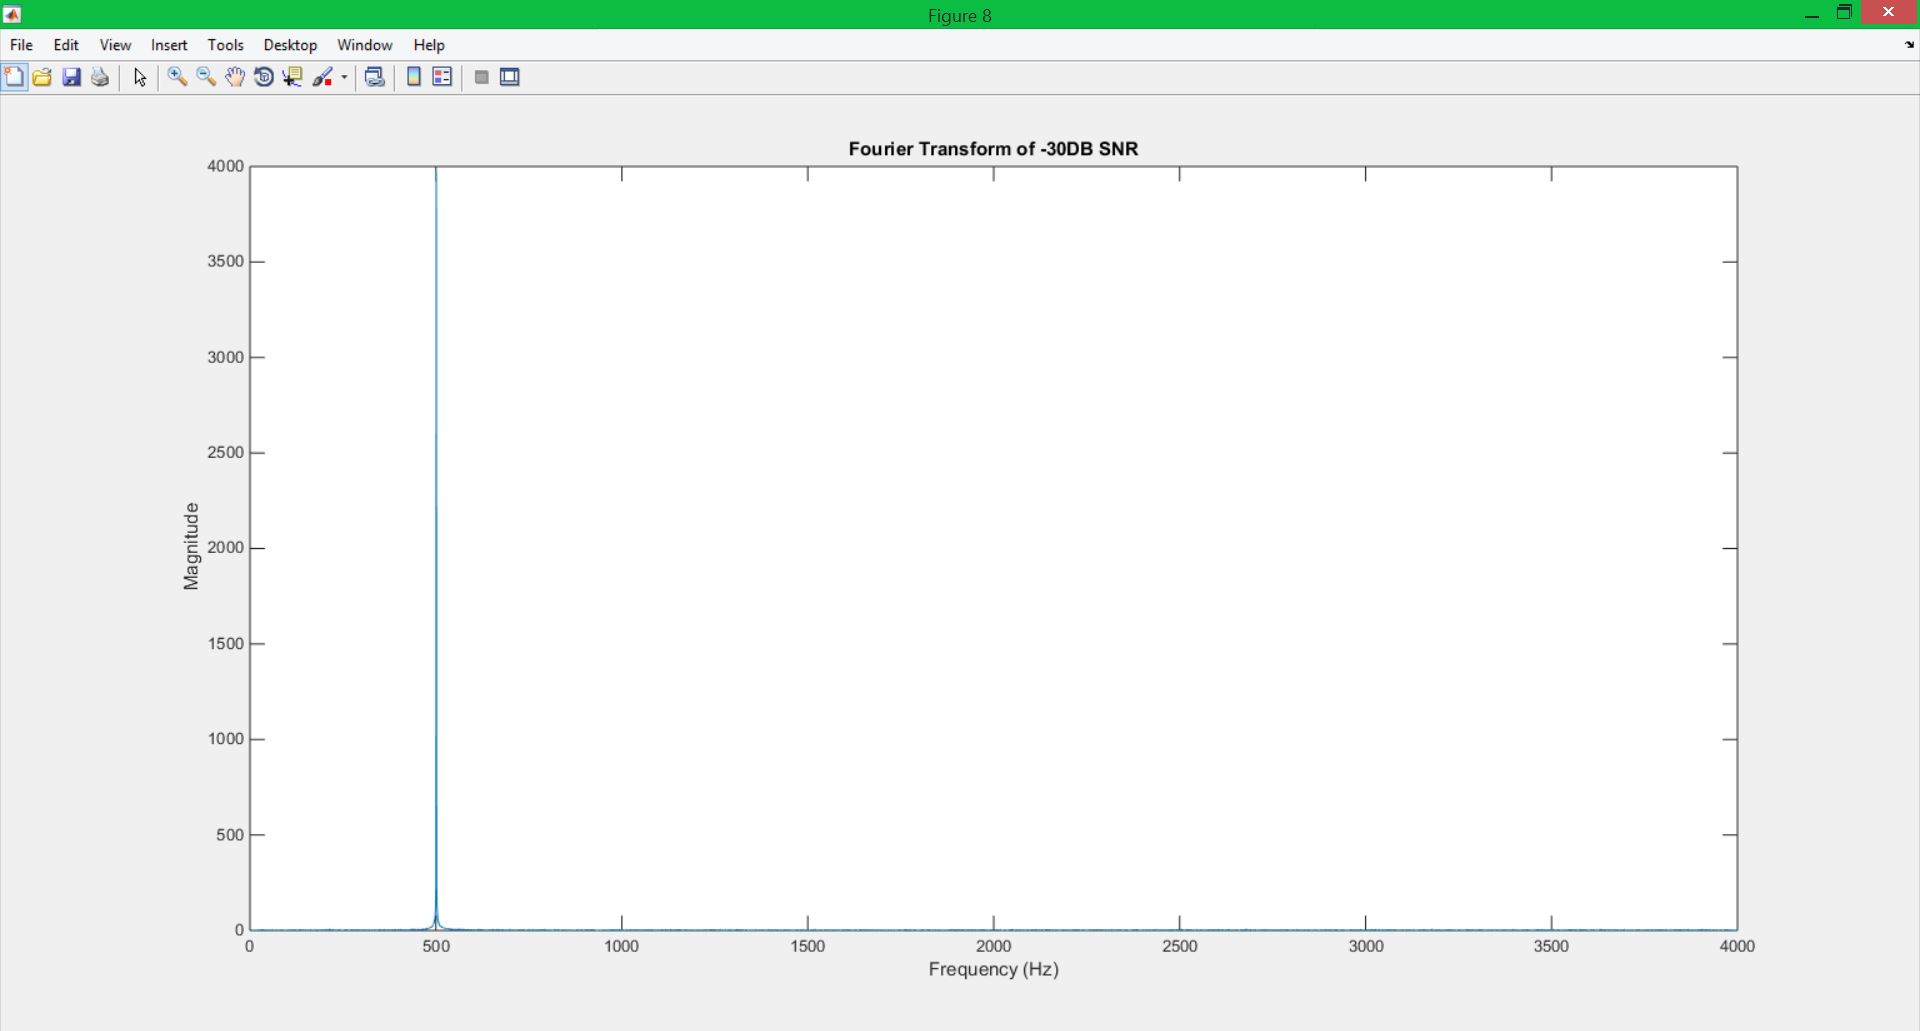 Figure 8
File Edit View Insert Tools Desktop Window Help
Fourier Transform of -30DB SNR
4000
3500
3000
2500
2000
1500
1000
500
0
Magnitude
0 500 1000 1500 2000 2500 3000 3500 4000
Frequency (Hz)